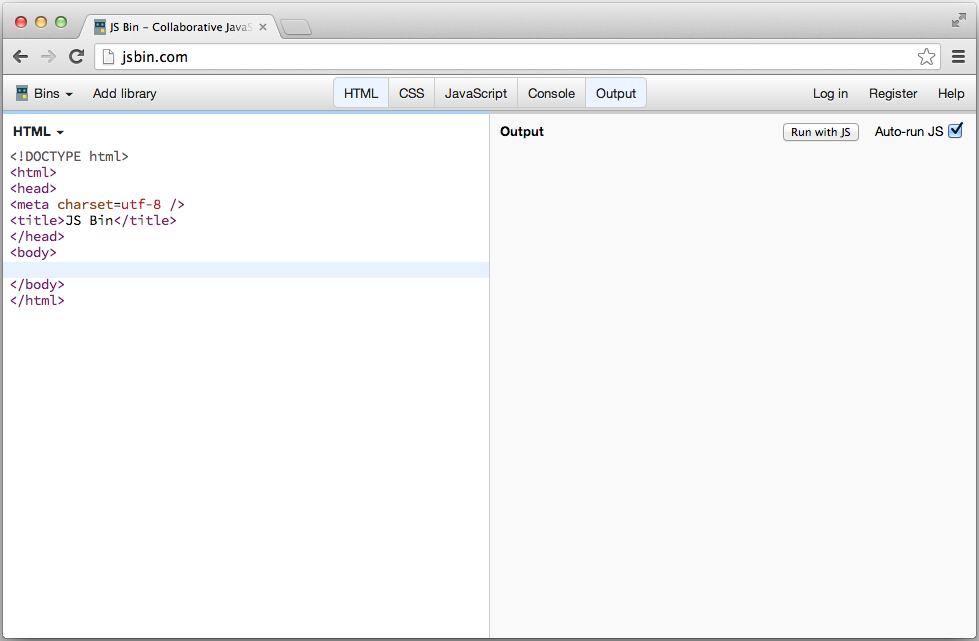 JS Bin – Collaborative JavaS
jsbin.com
Bins Add library HTML CSS JavaScript Console Output Log in Register Help
HTML
<!DOCTYPE html>
<html>
<head>
<meta charset=utf-8 />
<title>JS Bin</title>
</head>
<body>
</body>
</html>
Output Run with JS Auto-run JS